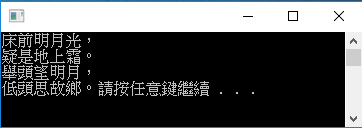 床前明月光，
疑是地上霜。
舉頭望明月，
低頭思故鄉。請按任意鍵繼續 . . .